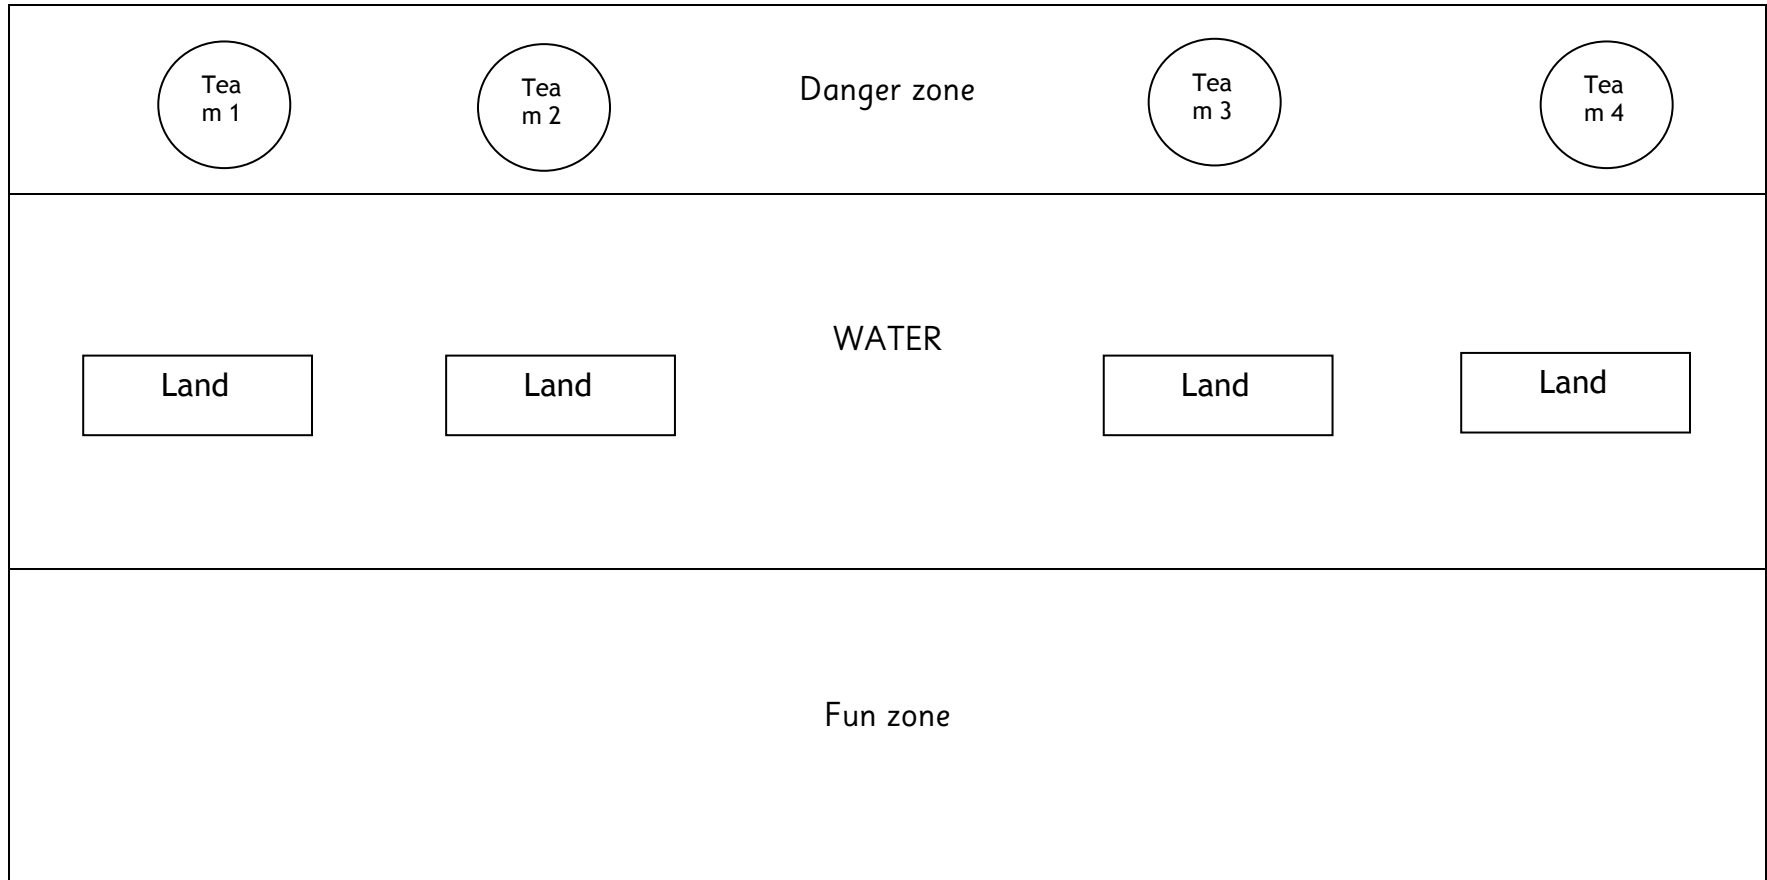 Tea
m 1
Tea
m 2
Danger zone
Tea
m 3
Tea
m 4
WATER
Land
Land
Land
Land
Fun zone